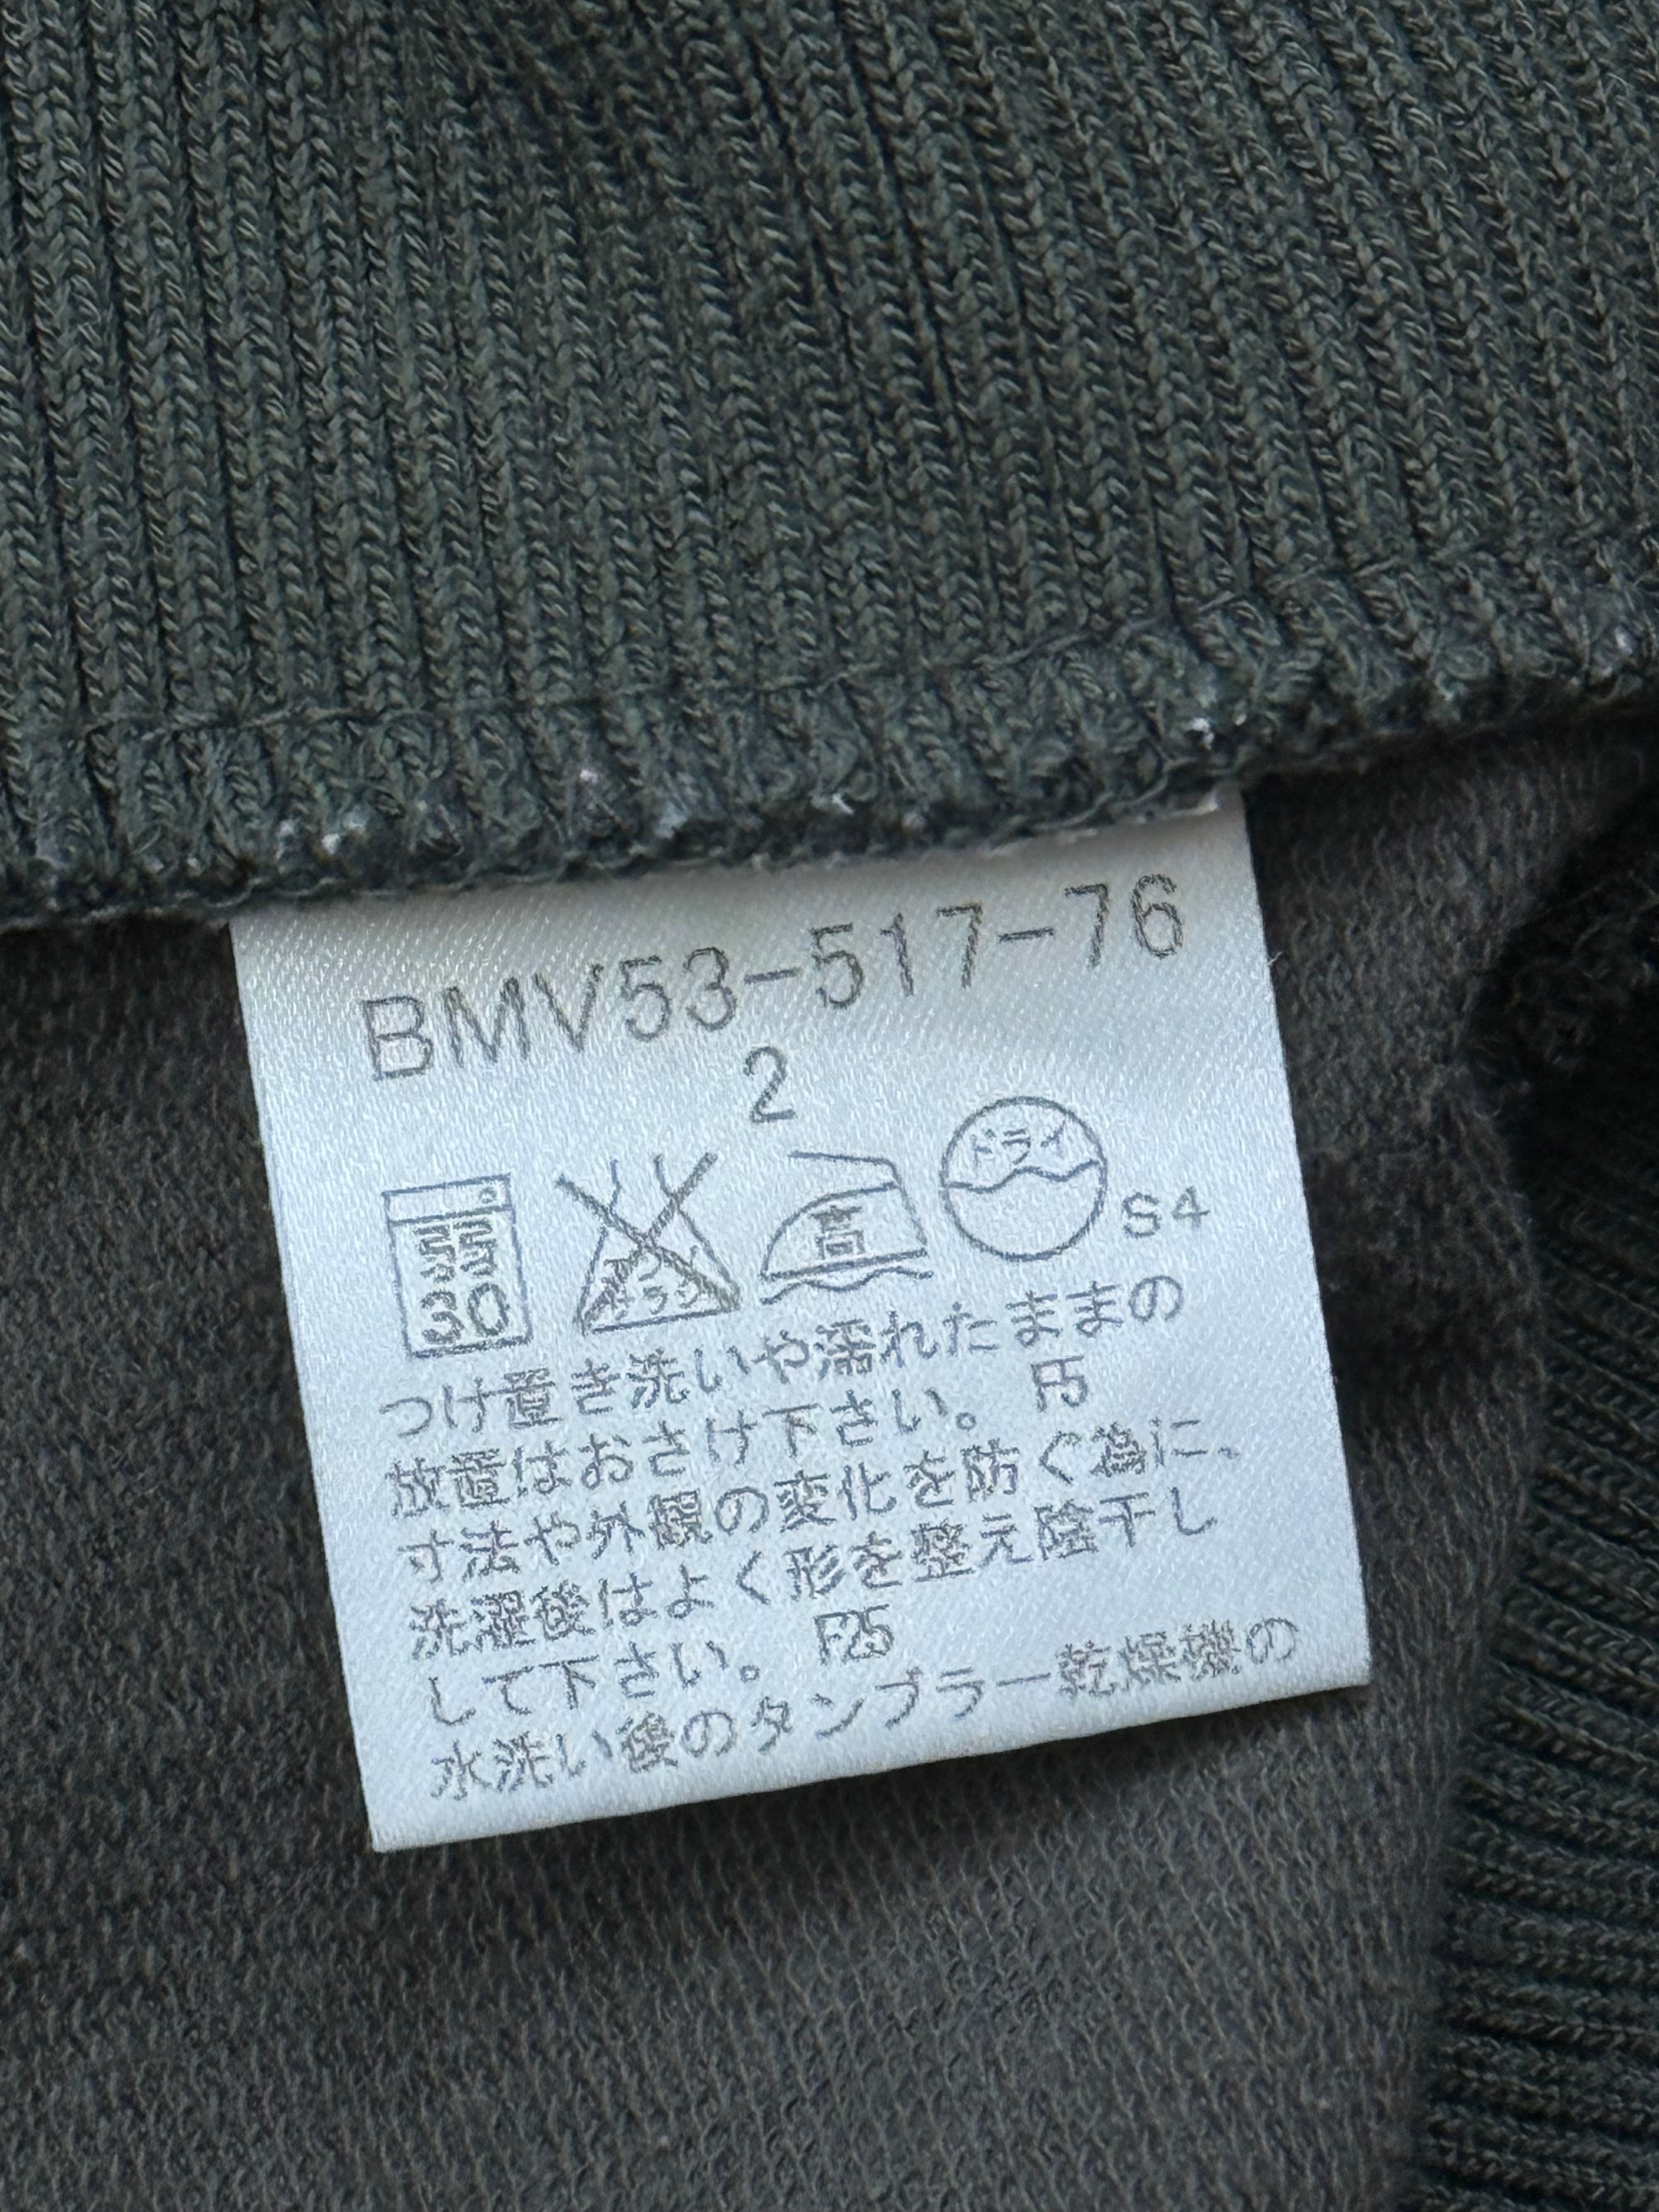 BMV53-517-76
2
弱
30
ドライ
高
S4
つけ置き洗いや濡れたままの
放置はおさけ下さい。 F5
寸法や外観の変化を防ぐ為に、
洗濯後はよく形を整え陰干し
して下さい。 F25
水洗い後のタンブラー乾燥機の